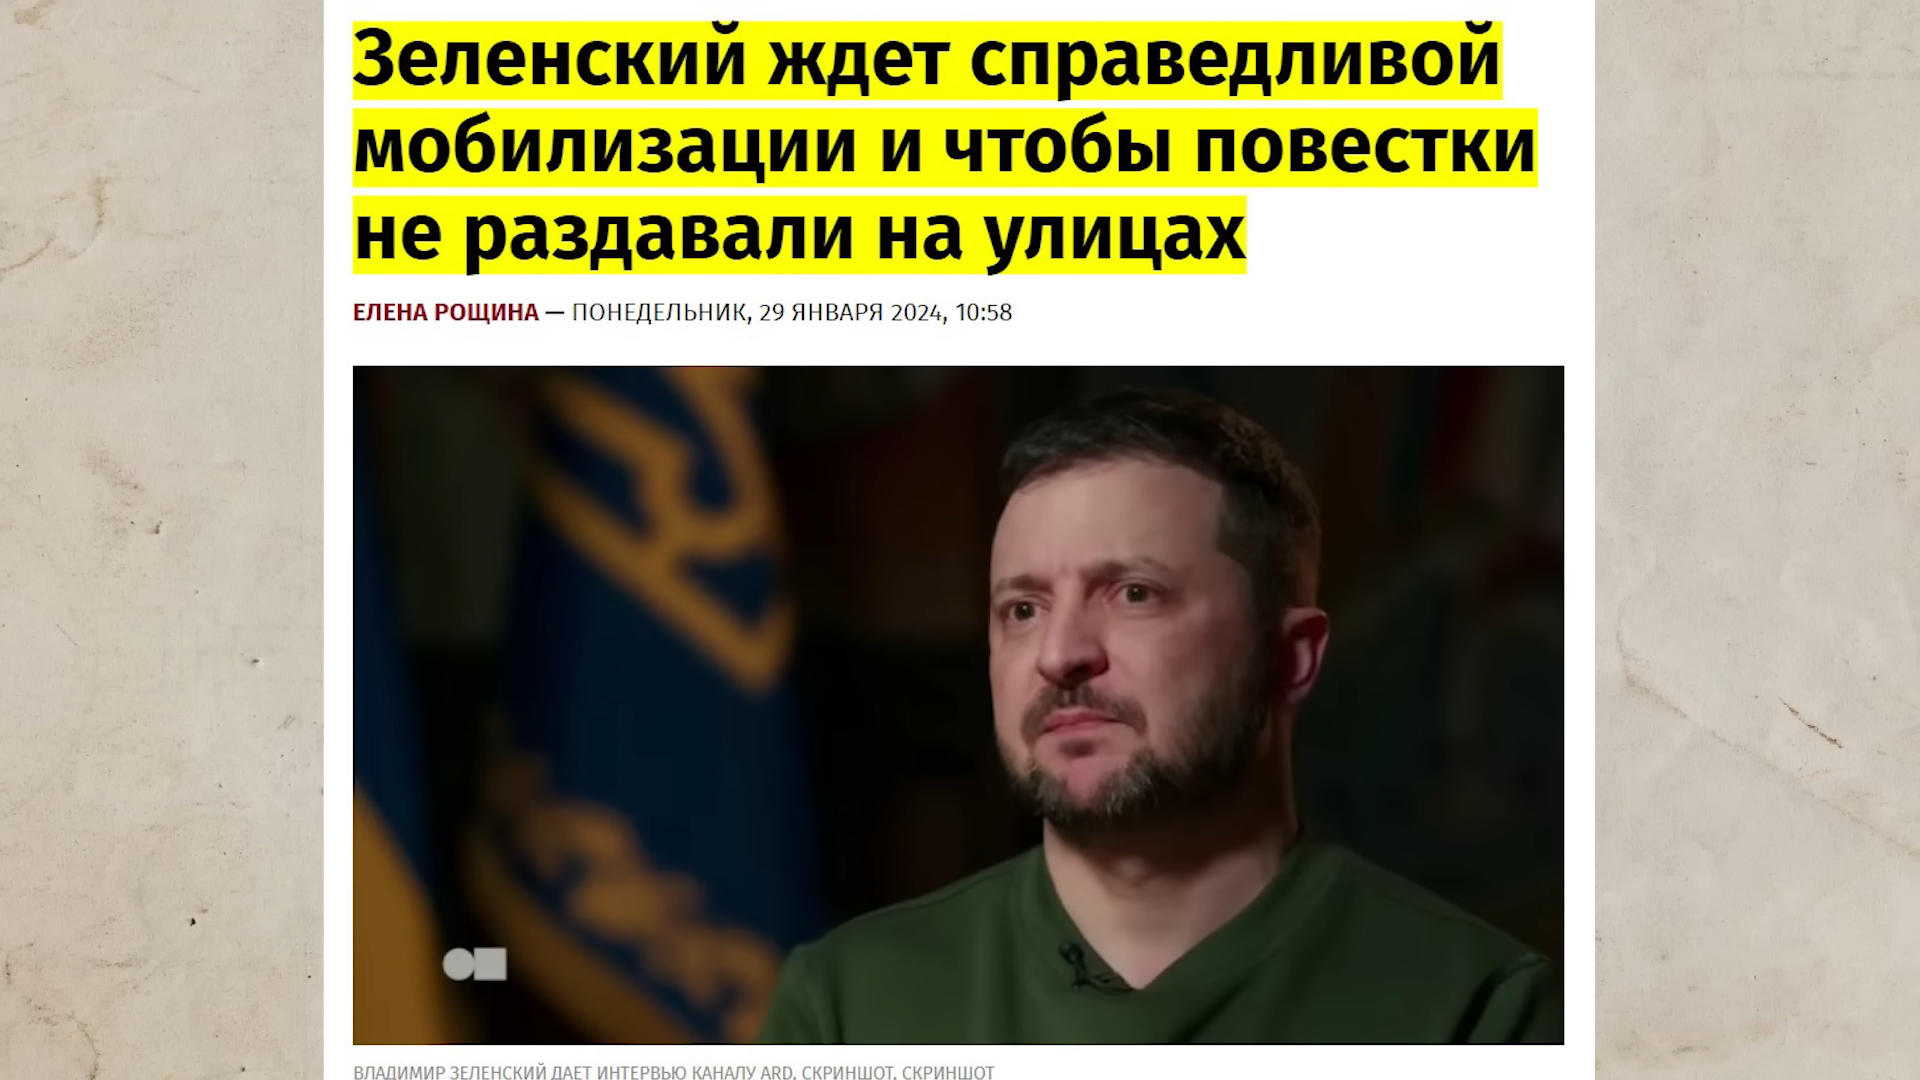 Зеленский ждет справедливой
мобилизации и чтобы повестки
не раздавали на улицах
ЕЛЕНА РОЩИНА — ПОНЕДЕЛЬНИК, 29 ЯНВАРЯ 2024, 10:58
ВЛАДИМИР ЗЕЛЕНСКИЙ ДАЕТ ИНТЕРВЬЮ КАНАЛУ ARD. СКРИНШОТ. СКРИНШОТ